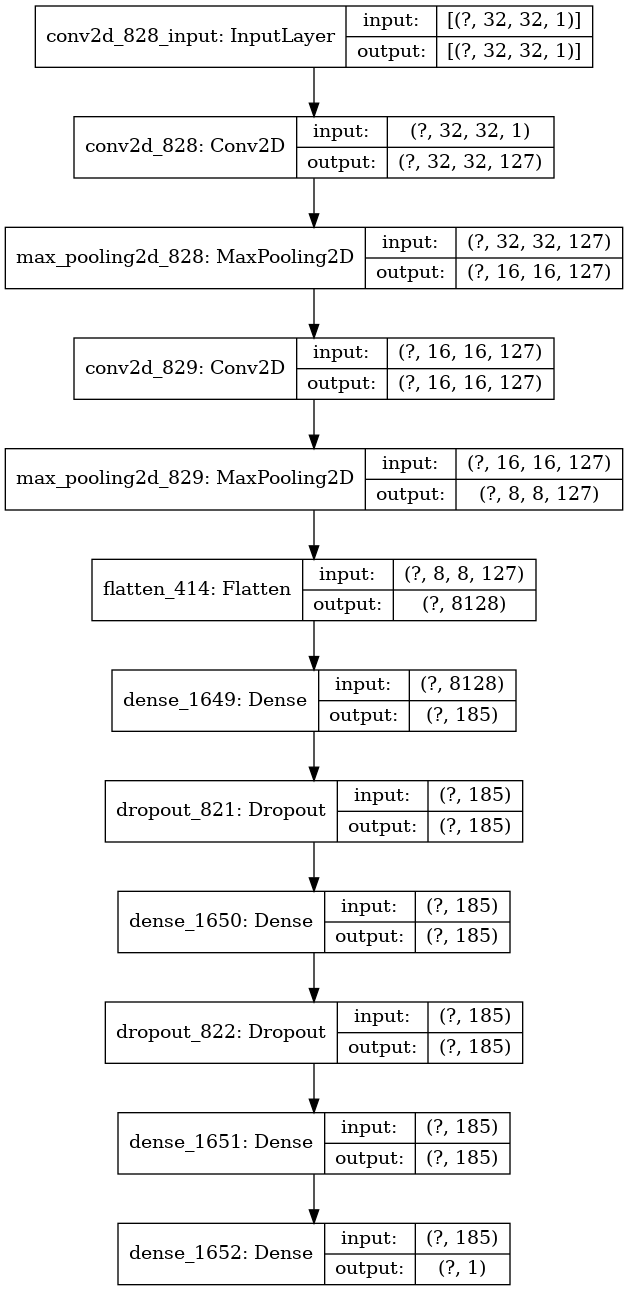 conv2d_828_input: InputLayer input: [(?, 32, 32, 1)]
output: [(?, 32, 32, 1)]
conv2d_828: Conv2D input: (?, 32, 32, 1)
output: (?, 32, 32, 127)
max_pooling2d_828: MaxPooling2D input: (?, 32, 32, 127)
output: (?, 16, 16, 127)
conv2d_829: Conv2D input: (?, 16, 16, 127)
output: (?, 16, 16, 127)
max_pooling2d_829: MaxPooling2D input: (?, 16, 16, 127)
output: (?, 8, 8, 127)
flatten_414: Flatten input: (?, 8, 8, 127)
output: (?, 8128)
dense_1649: Dense input: (?, 8128)
output: (?, 185)
dropout_821: Dropout input: (?, 185)
output: (?, 185)
dense_1650: Dense input: (?, 185)
output: (?, 185)
dropout_822: Dropout input: (?, 185)
output: (?, 185)
dense_1651: Dense input: (?, 185)
output: (?, 185)
dense_1652: Dense input: (?, 185)
output: (?, 1)